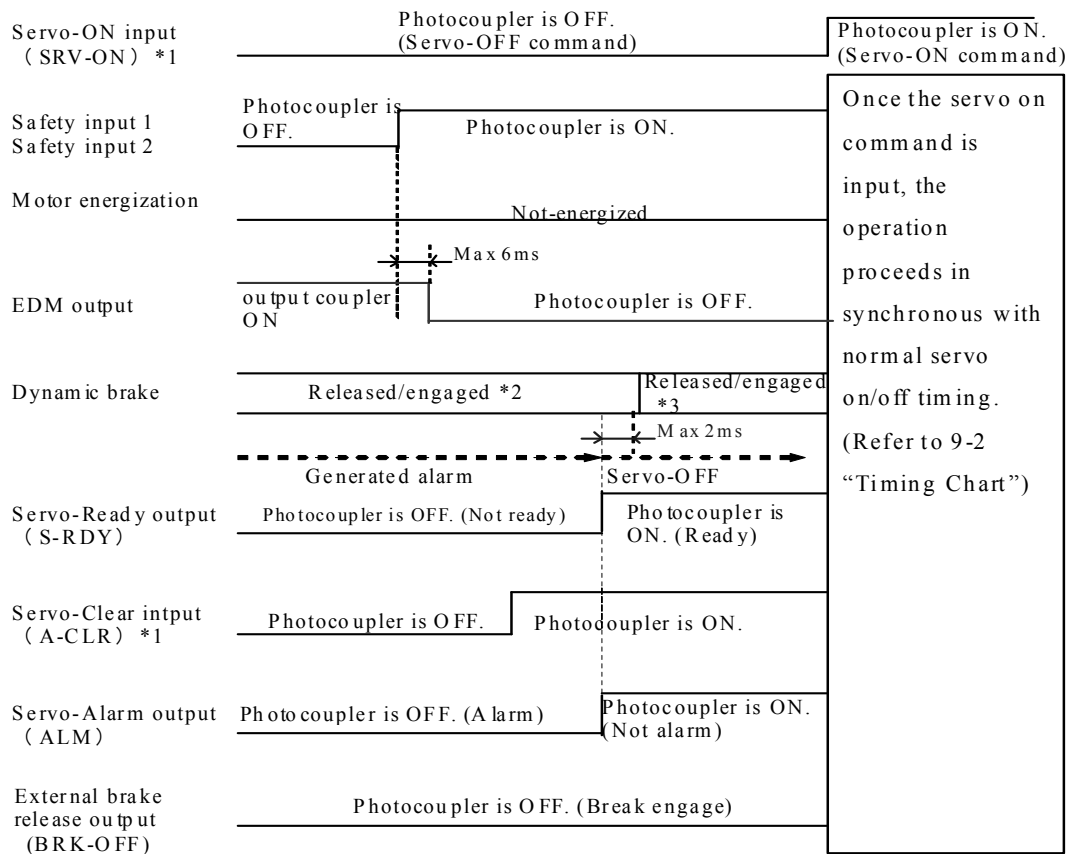 Servo-ON input
（SRV-ON） *1
Photocoupler is OFF.
(Servo-OFF command)
Photocoupler is ON.
(Servo-ON command)
Safety input 1
Safety input 2
Photocoupler is
OFF.
Photocoupler is ON.
Motor energization
Not-energized
Max 6ms
EDM output
output coupler
ON
Photocoupler is OFF.
Dynamic brake
Released/engaged *2
Released/engaged
*3
Max 2ms
Generated alarm
Servo-OFF
Servo-Ready output
（S-RDY）
Photocoupler is OFF. (Not ready)
Photocoupler is
ON. (Ready)
Servo-Clear intput
（A-CLR） *1
Photocoupler is OFF.
Photocoupler is ON.
Servo-Alarm output
（ALM）
Photocoupler is OFF. (Alarm)
Photocoupler is ON.
(Not alarm)
External brake
release output
(BRK-OFF)
Photocoupler is OFF. (Break engage)
Once the servo on
command is
input, the
operation
proceeds in
synchronous with
normal servo
on/off timing.
(Refer to 9-2
“Timing Chart”)